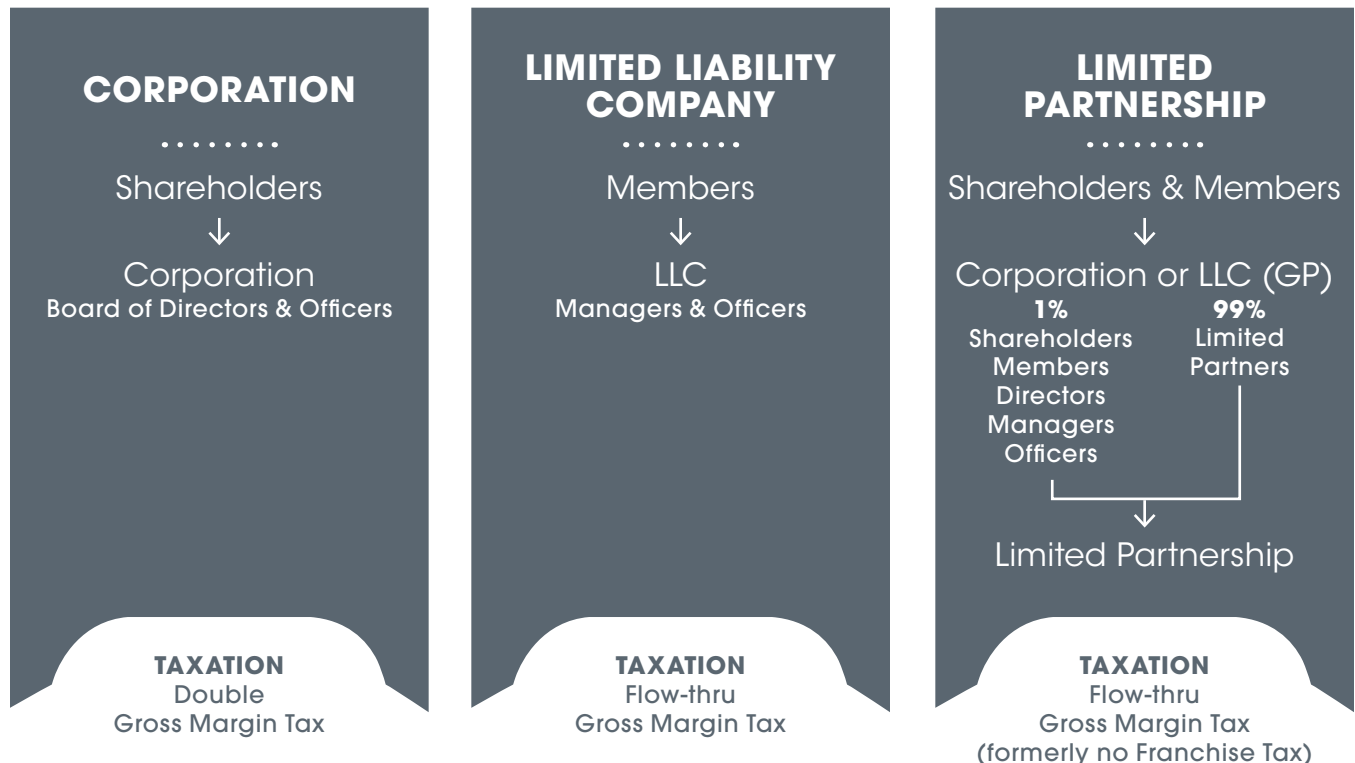 CORPORATION
Shareholders
Corporation
Board of Directors & Officers
TAXATION
Double
Gross Margin Tax
LIMITED LIABILITY
COMPANY
Members
LLC
Managers & Officers
TAXATION
Flow-thru
Gross Margin Tax
LIMITED
PARTNERSHIP
Shareholders & Members
Corporation or LLC (GP)
1%
Shareholders
Members
Directors
Managers
Officers
99%
Limited
Partners
Limited Partnership
TAXATION
Flow-thru
Gross Margin Tax
(formerly no Franchise Tax)